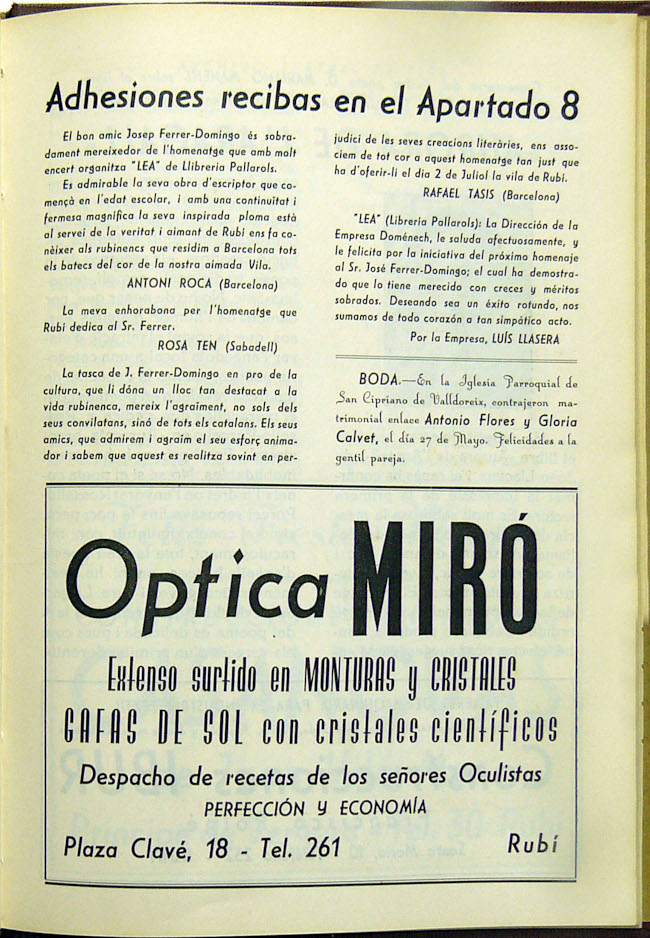 Adhesiones recibas en el Apartado 8
El bon amic Josep Ferrer-Domingo és sobra-
dament mereixedor de l'homenatge que amb molt
encert organitza "LEA" de Llibreria Pallarols.
Es admirable la seva obra d'escriptor que co-
mençà en l'edat escolar, i amb una continuïtat i
fermesa magnífica la seva inspirada ploma està
al servei de la veritat i aimant de Rubí ens fa co-
nèixer als rubinencs que residim a Barcelona tots
els batecs del cor de la nostra aimada Vila.
ANTONI ROCA (Barcelona)
La meva enhorabona per l'homenatge que
Rubí dedica al Sr. Ferrer.
ROSA TEN (Sabadell)
La tasca de J. Ferrer-Domingo en pro de la
cultura, que li dóna un lloc tan destacat a la
vida rubinenca, mereix l'agraïment, no sols dels
seus convilatans, sinó de tots els catalans. Els seus
amics, que admirem i agraim el seu esforç anima-
dor i sabem que aquest es realitza sovint en per-
judici de les seves creacions literàries, ens asso-
ciem de tot cor a aquest homenatge tan just que
ha d'oferir-li el dia 2 de Juliol la vila de Rubí.
RAFAEL TASIS (Barcelona)
"LEA" (Libreria Pallarols): La Dirección de la
Empresa Doménech, le saluda afectuosamente, y
le felicita por la iniciativa del próximo homenaje
al Sr. José Ferrer-Domingo; el cual ha demostra-
do que lo tiene merecido con creces y méritos
sobrados. Deseando sea un éxito rotundo, nos
sumamos de todo corazón a tan simpático acto.
Por la Empresa, LUÍS LLASERA
BODA.—En la Iglesia Parroquial de
San Cipriano de Valldoreix, contrajeron ma-
trimonial enlace Antonio Flores y Gloria
Calvet, el día 27 de Mayo. Felicidades a la
gentil pareja.
Optica MIRÓ
Extenso surtido en MONTURAS y CRISTALES
GAFAS DE SOL con cristales científicos
Despacho de recetas de los señores Oculistas
PERFECCIÓN y ECONOMÍA
Plaza Clavé, 18 - Tel. 261 Rubí